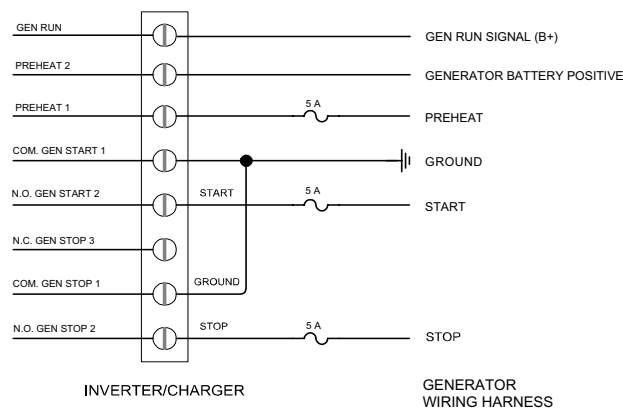 GEN RUN
GEN RUN SIGNAL (B+)
PREHEAT 2
GENERATOR BATTERY POSITIVE
PREHEAT 1
5 A
PREHEAT
COM. GEN START 1
GROUND
N.O. GEN START 2
START
5 A
START
N.C. GEN STOP 3
COM. GEN STOP 1
GROUND
N.O. GEN STOP 2
STOP
5 A
STOP
INVERTER/CHARGER
GENERATOR
WIRING HARNESS